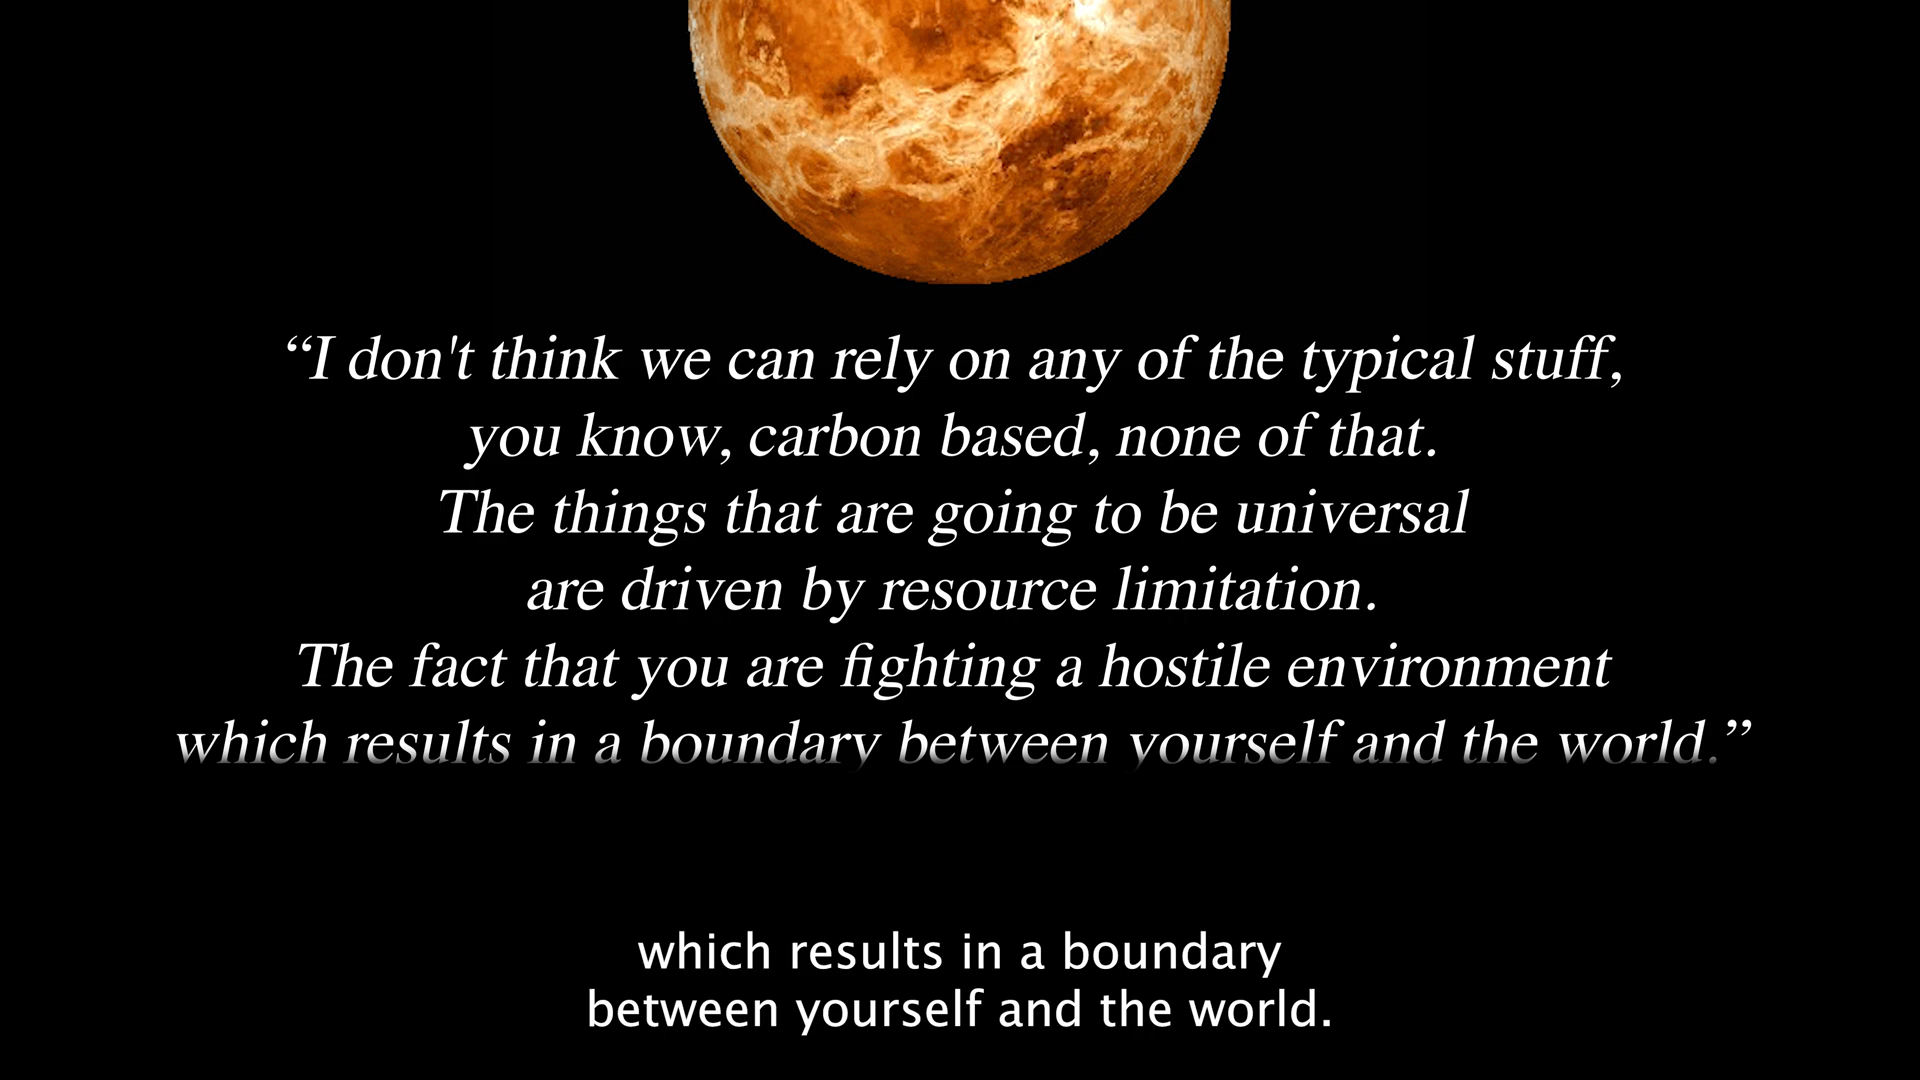 “I don't think we can rely on any of the typical stuff,
you know, carbon based, none of that.
The things that are going to be universal
are driven by resource limitation.
The fact that you are fighting a hostile environment
which results in a boundary between yourself and the world.”
which results in a boundary
between yourself and the world.